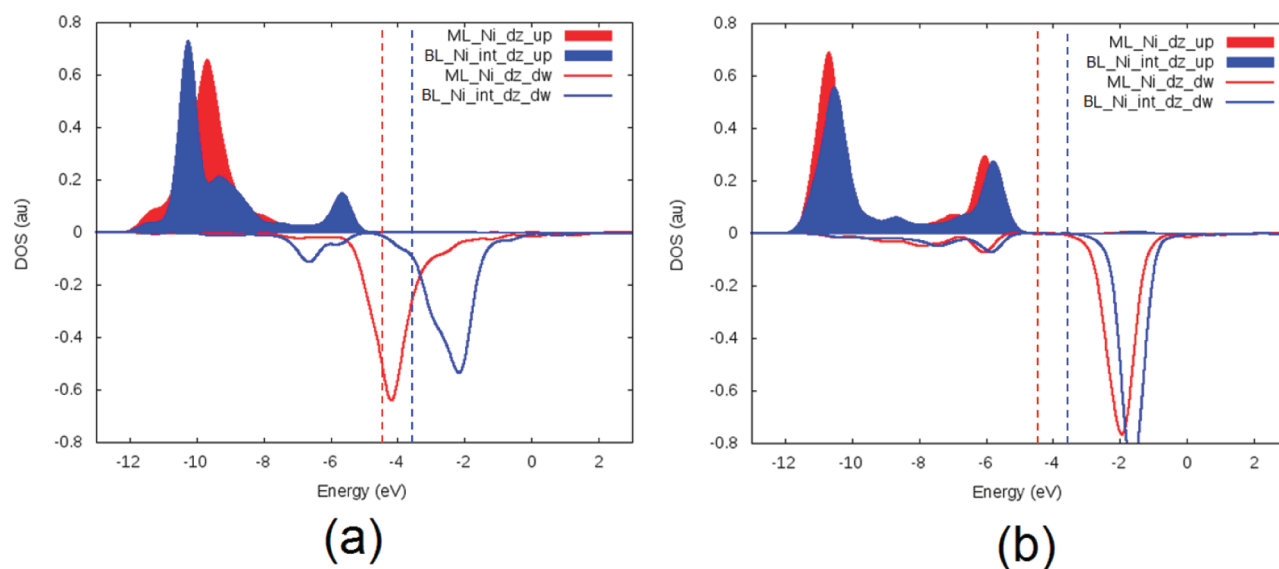 0.8
0.6
0.4
0.2
0
-0.2
-0.4
-0.6
-0.8
DOS (au)
ML_Ni_dz_up
BL_Ni_int_dz_up
ML_Ni_dz_dw
BL_Ni_int_dz_dw
-12 -10 -8 -6 -4 -2 0 2
Energy (eV)
(a)
0.8
0.6
0.4
0.2
0
-0.2
-0.4
-0.6
-0.8
DOS (au)
ML_Ni_dz_up
BL_Ni_int_dz_up
ML_Ni_dz_dw
BL_Ni_int_dz_dw
-12 -10 -8 -6 -4 -2 0 2
Energy (eV)
(b)